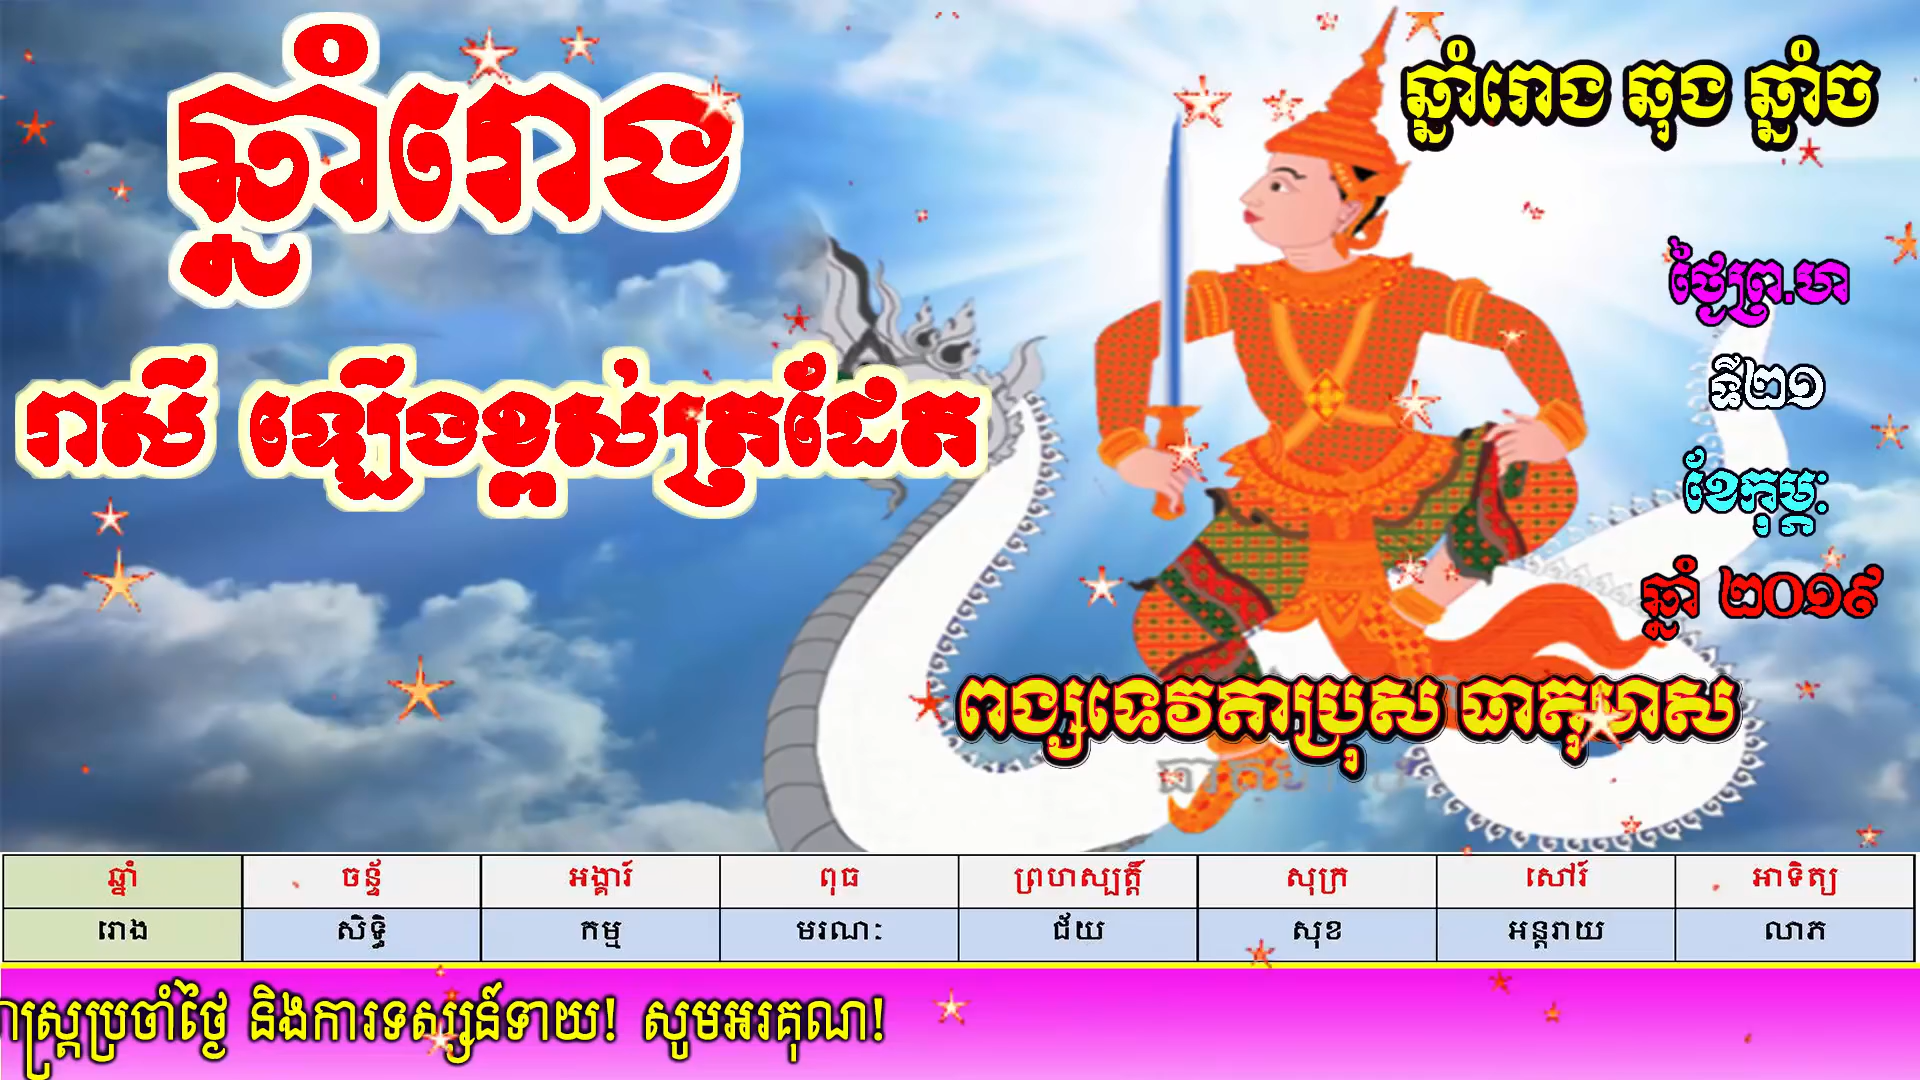 ឆ្នាំរោង
រាសី ឡើងខ្ពស់ត្រដែត
ឆ្នាំរោង ឆុង ឆ្នាំច
ថ្ងៃព្រ.ហ
ទី២១
ខែកុម្ភៈ
ឆ្នាំ ២០១៩
ពង្សទេវតាប្រុស ធាតុមាស
ឆ្នាំ ចន្ទ័ អង្គារ៍ ពុធ ព្រហស្បត្តិ៍ សុក្រ សៅរ៍ អាទិត្យ
រោង សិទ្ធិ កម្ម មរណៈ ជ័យ សុខ អន្តរាយ លាភ
ាស្ត្រប្រចាំថ្ងៃ និងការទស្សន៍ទាយ! សូមអរគុណ!